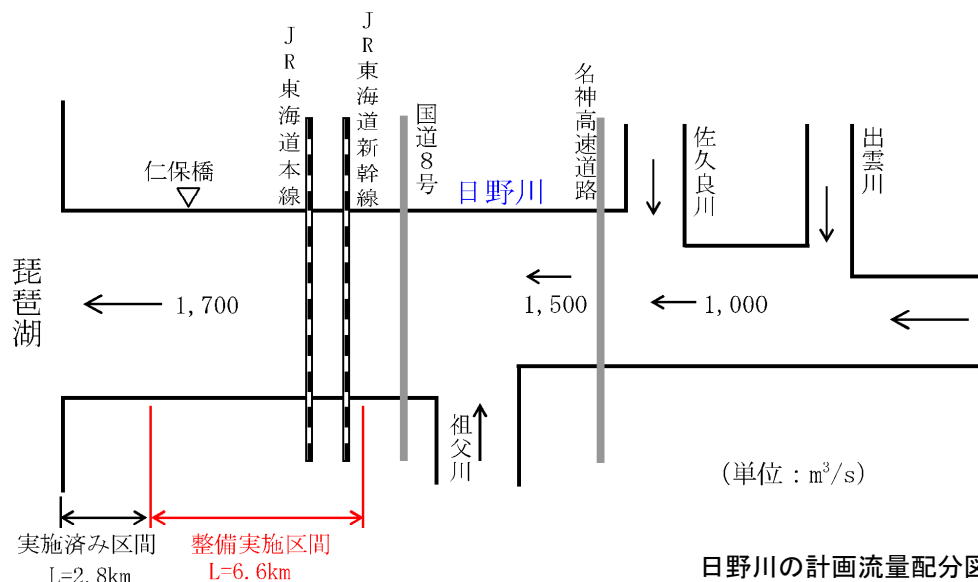 JR東海道本線
JR東海道新幹線
国道8号
名神高速道路
佐久良川
出雲川
仁保橋
日野川
琵琶湖
1,700
1,500
1,000
祖父川
(単位：m³/s)
実施済み区間
L=2.8km
整備実施区間
L=6.6km
日野川の計画流量配分図